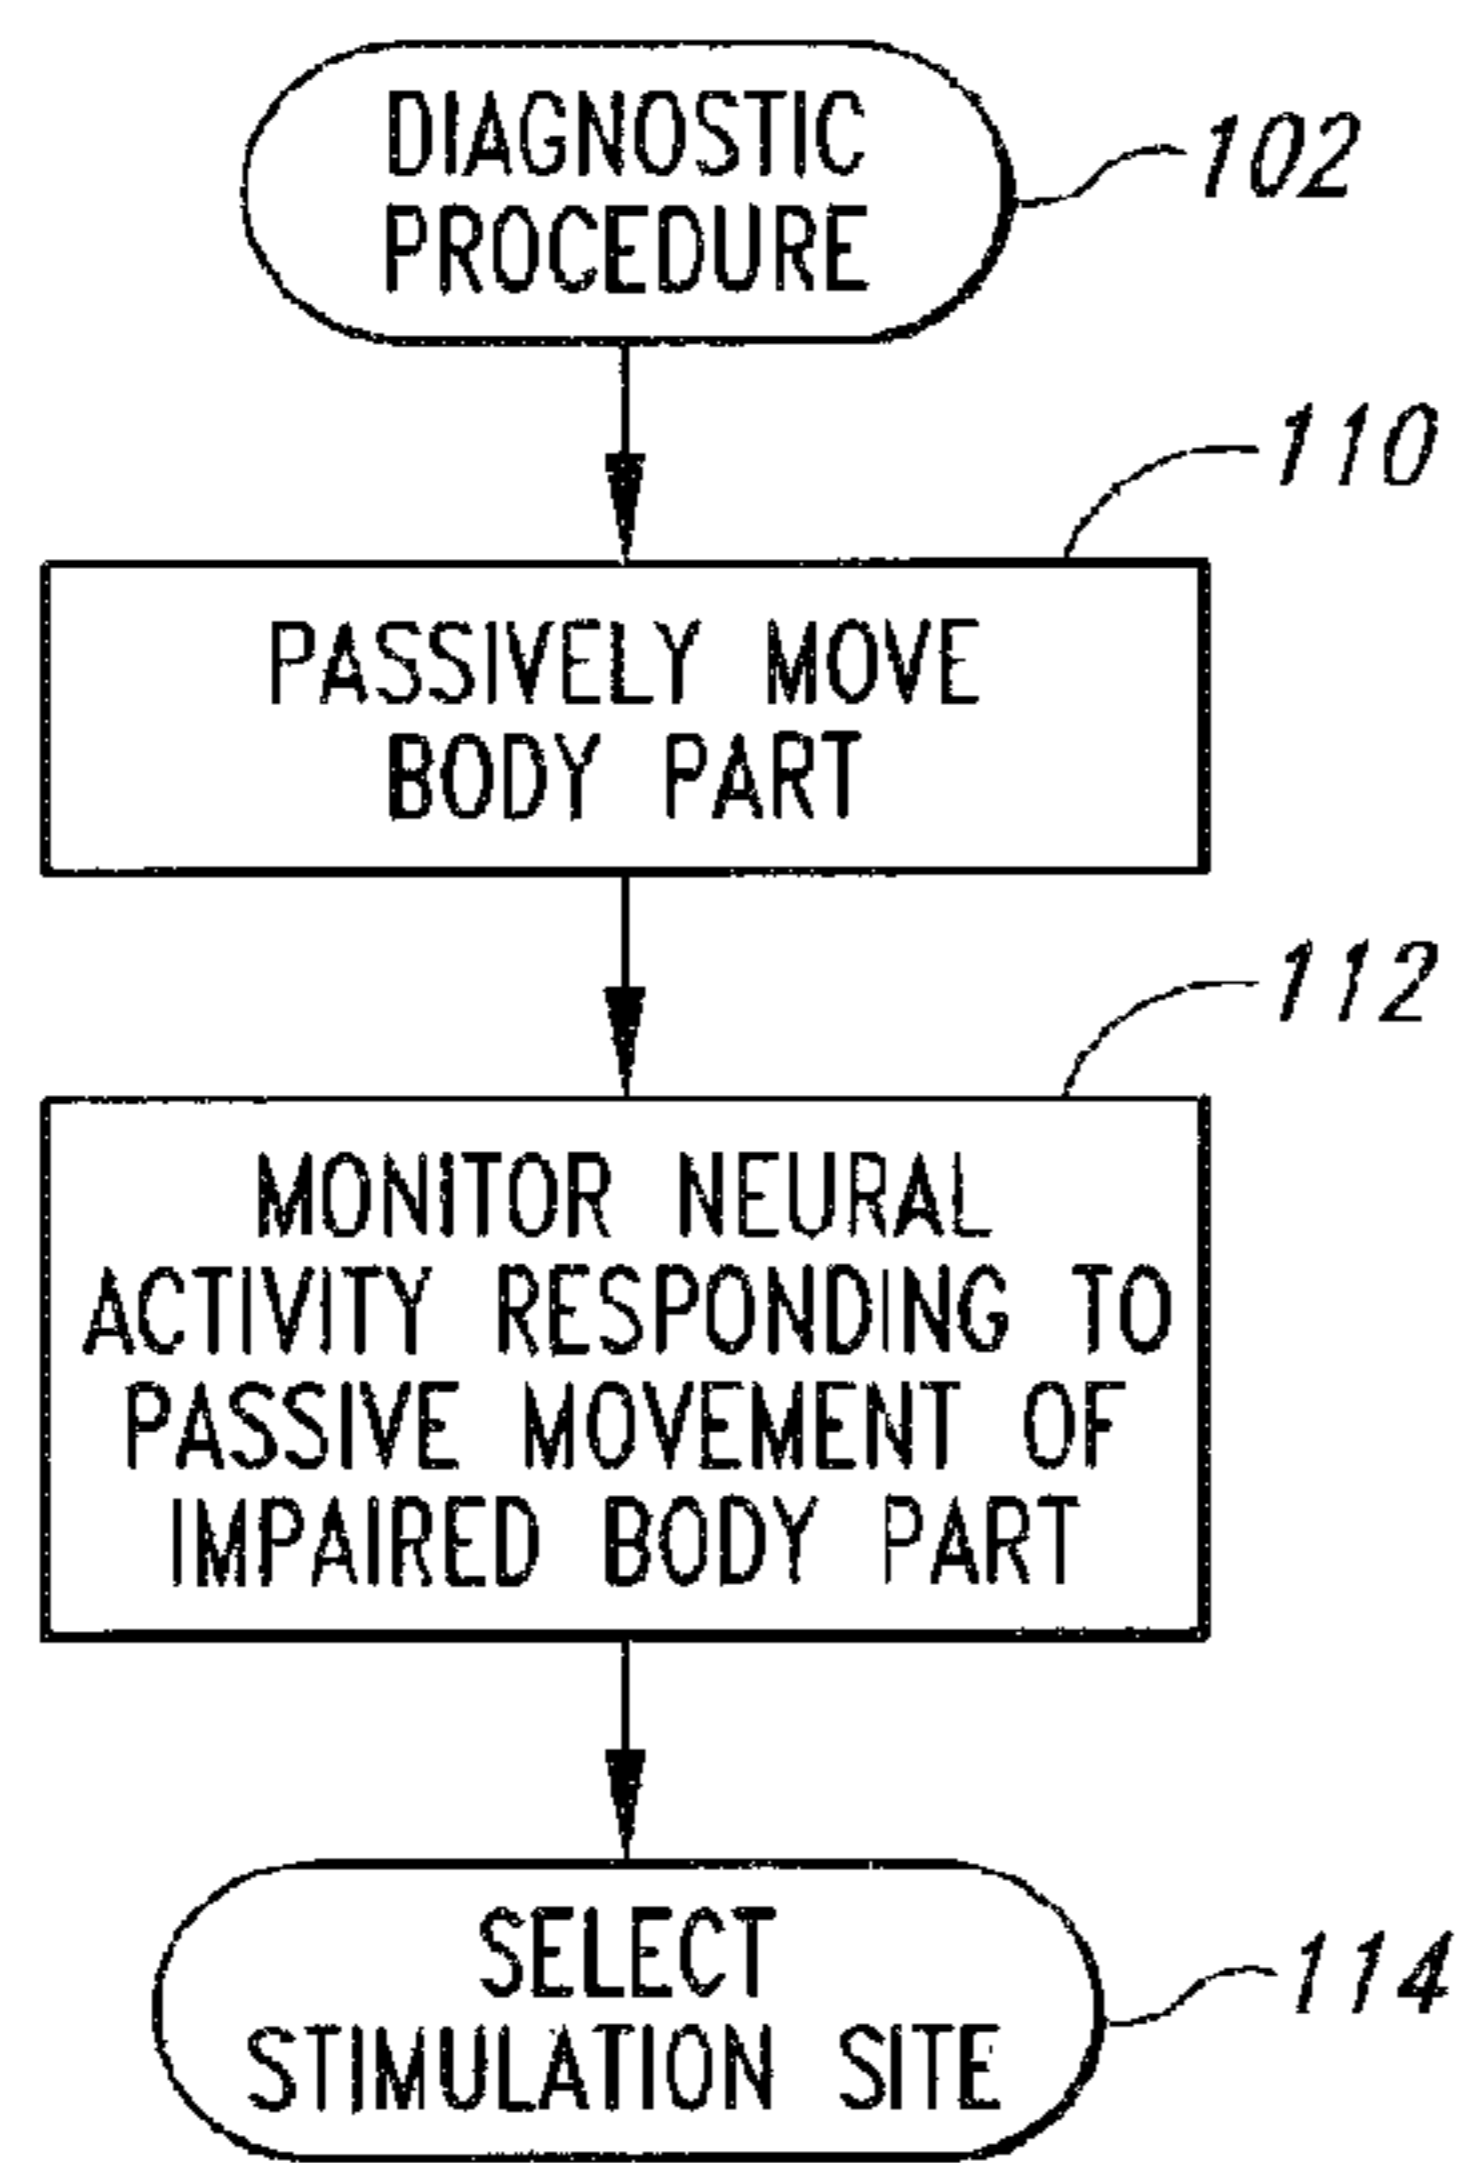 DIAGNOSTIC
PROCEDURE
102
110
PASSIVELY MOVE
BODY PART
112
MONITOR NEURAL
ACTIVITY RESPONDING TO
PASSIVE MOVEMENT OF
IMPAIRED BODY PART
SELECT
STIMULATION SITE
114